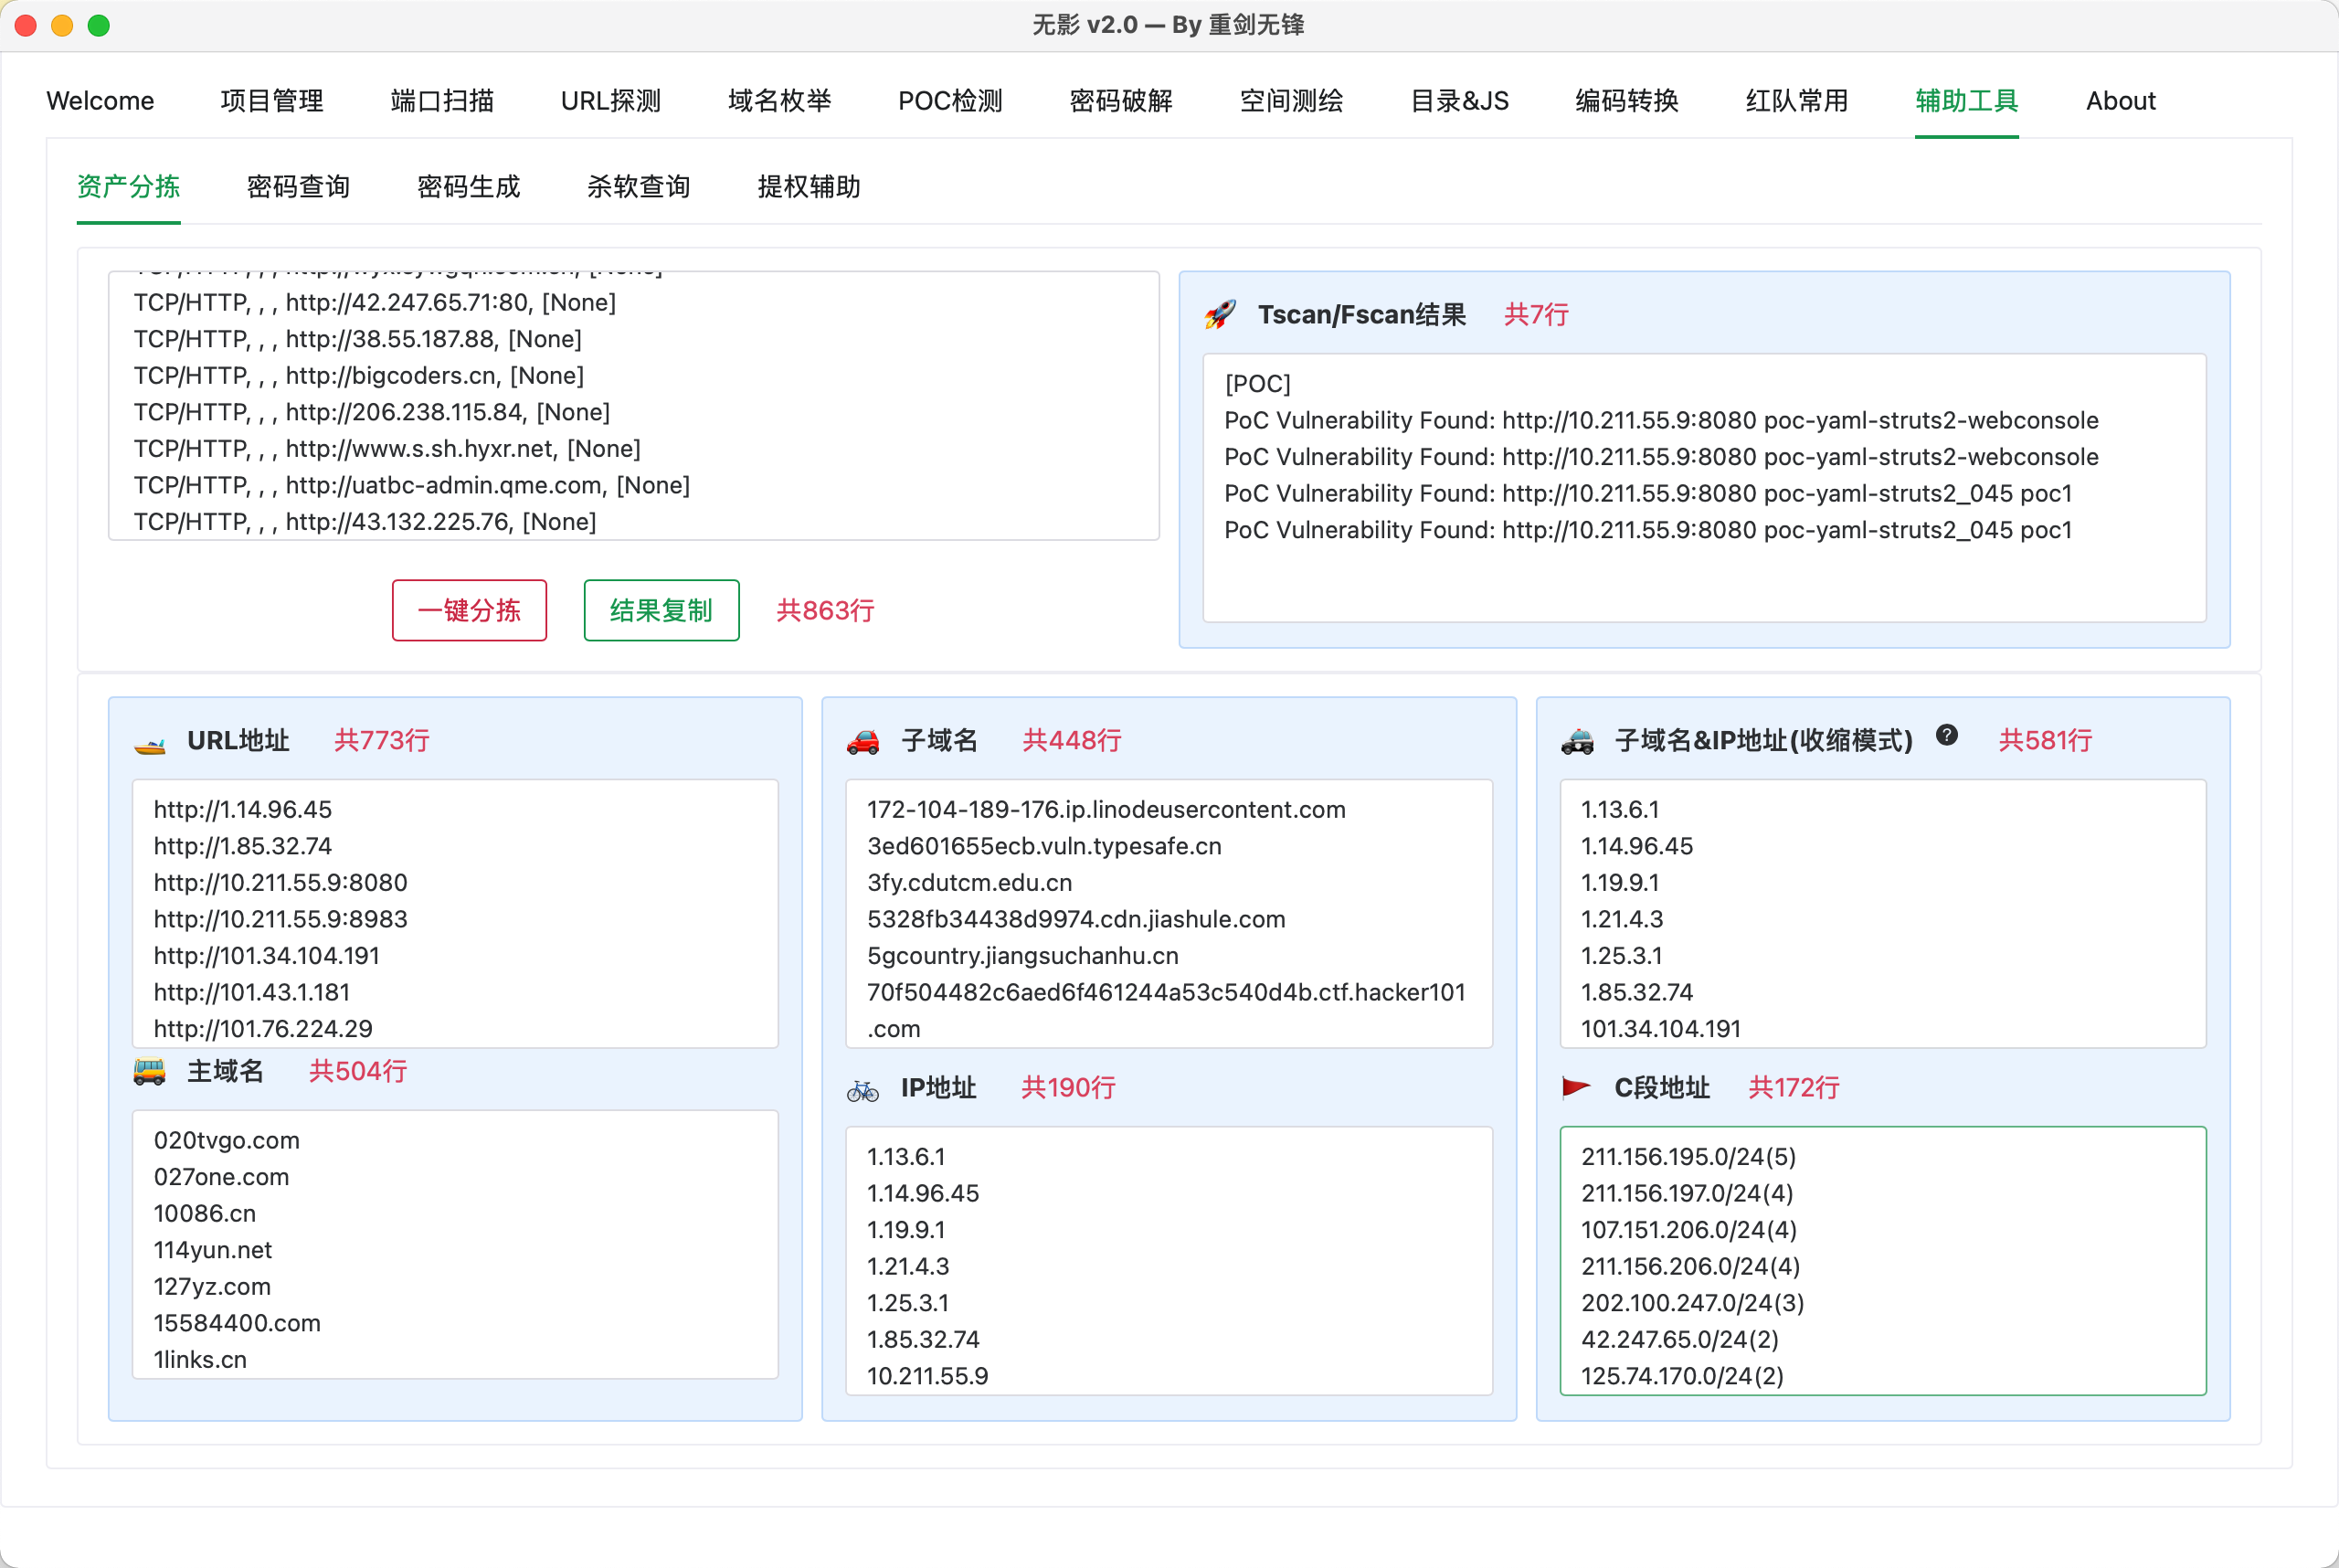 无影 v2.0 — By 重剑无锋
Welcome 项目管理 端口扫描 URL探测 域名枚举 POC检测 密码破解 空间测绘 目录&JS 编码转换 红队常用 辅助工具 About
资产分拣 密码查询 密码生成 杀软查询 提权辅助
TCP/HTTP, , , http://42.247.65.71:80, [None]
TCP/HTTP, , , http://38.55.187.88, [None]
TCP/HTTP, , , http://bigcoders.cn, [None]
TCP/HTTP, , , http://206.238.115.84, [None]
TCP/HTTP, , , http://www.s.sh.hyxr.net, [None]
TCP/HTTP, , , http://uatbc-admin.qme.com, [None]
TCP/HTTP, , , http://43.132.225.76, [None]
一键分拣 结果复制 共863行
Tscan/Fscan结果 共7行
[POC]
PoC Vulnerability Found: http://10.211.55.9:8080 poc-yaml-struts2-webconsole
PoC Vulnerability Found: http://10.211.55.9:8080 poc-yaml-struts2-webconsole
PoC Vulnerability Found: http://10.211.55.9:8080 poc-yaml-struts2_045 poc1
PoC Vulnerability Found: http://10.211.55.9:8080 poc-yaml-struts2_045 poc1
URL地址 共773行
http://1.14.96.45
http://1.85.32.74
http://10.211.55.9:8080
http://10.211.55.9:8983
http://101.34.104.191
http://101.43.1.181
http://101.76.224.29
主域名 共504行
020tvgo.com
027one.com
10086.cn
114yun.net
127yz.com
15584400.com
1links.cn
子域名 共448行
172-104-189-176.ip.linodeusercontent.com
3ed601655ecb.vuln.typesafe.cn
3fy.cdutcm.edu.cn
5328fb34438d9974.cdn.jiashule.com
5gcountry.jiangsuchanhu.cn
70f504482c6aed6f461244a53c540d4b.ctf.hacker101
.com
IP地址 共190行
1.13.6.1
1.14.96.45
1.19.9.1
1.21.4.3
1.25.3.1
1.85.32.74
10.211.55.9
子域名&IP地址(收缩模式) ? 共581行
1.13.6.1
1.14.96.45
1.19.9.1
1.21.4.3
1.25.3.1
1.85.32.74
101.34.104.191
C段地址 共172行
211.156.195.0/24(5)
211.156.197.0/24(4)
107.151.206.0/24(4)
211.156.206.0/24(4)
202.100.247.0/24(3)
42.247.65.0/24(2)
125.74.170.0/24(2)